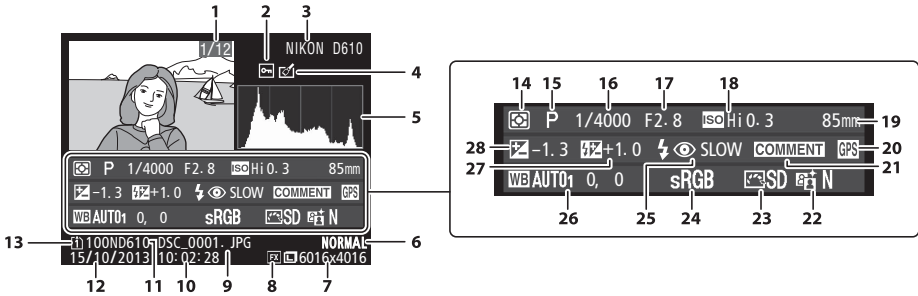 1 2 3
1/12 NIKON D610
4
5
P 1/4000 F2.8 ISO Hi 0.3 85mm
-1.3 +1.0 SLOW COMMENT GPS
WB AUTO1 0, 0 sRGB SD N
13 1 100ND610 DSC_0001.JPG NORMAL 6
15/10/2013 10:02:28 FX L 6016x4016
12 10 11 9 8 7
14 15 16 17 18
P 1/4000 F2.8 ISO Hi 0.3 85mm 19
28 -1.3 +1.0 SLOW COMMENT GPS 20
27 21
WB AUTO1 0, 0 sRGB SD N
26 25 24 23 22